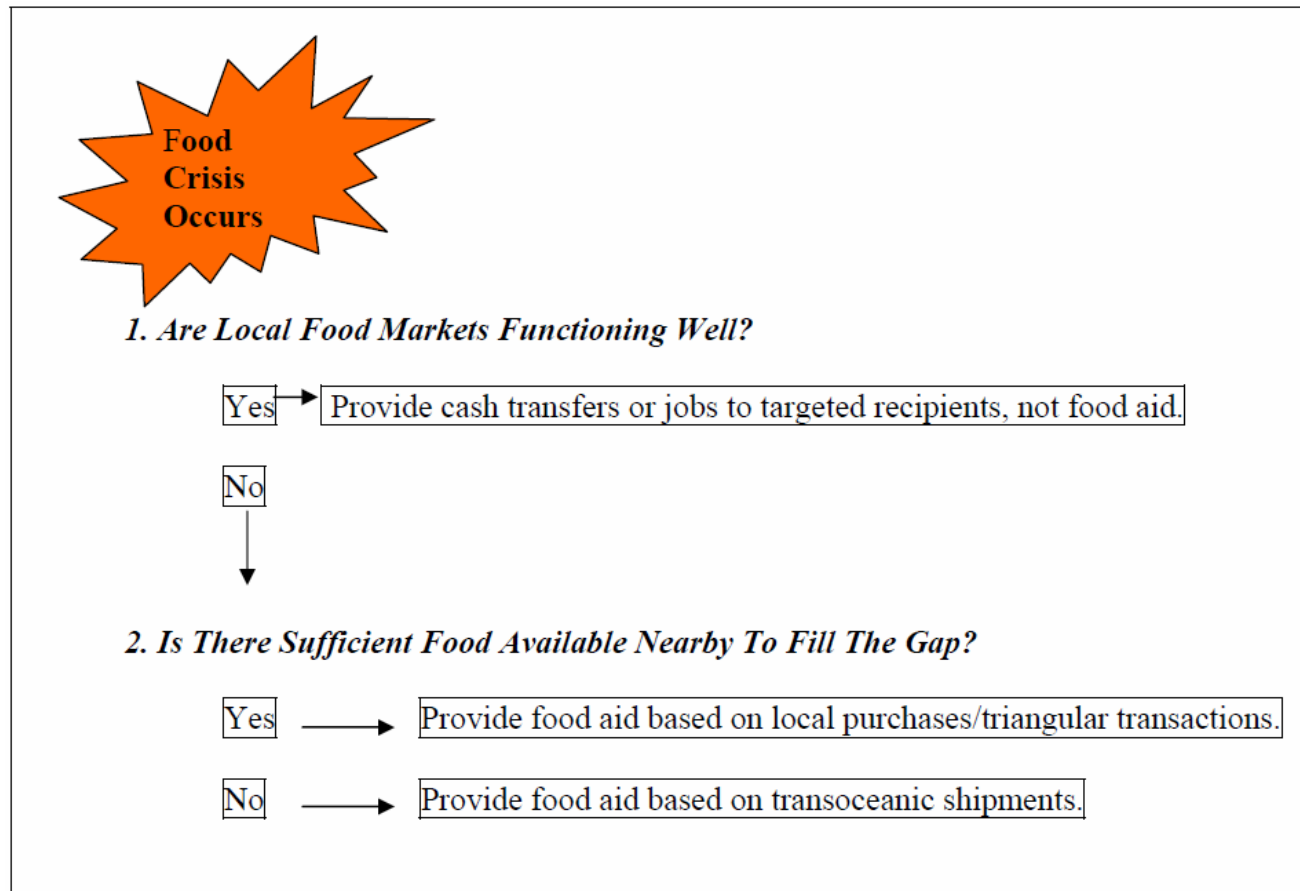 Food
Crisis
Occurs
1. Are Local Food Markets Functioning Well?
Yes
Provide cash transfers or jobs to targeted recipients, not food aid.
No
2. Is There Sufficient Food Available Nearby To Fill The Gap?
Yes
Provide food aid based on local purchases/triangular transactions.
No
Provide food aid based on transoceanic shipments.